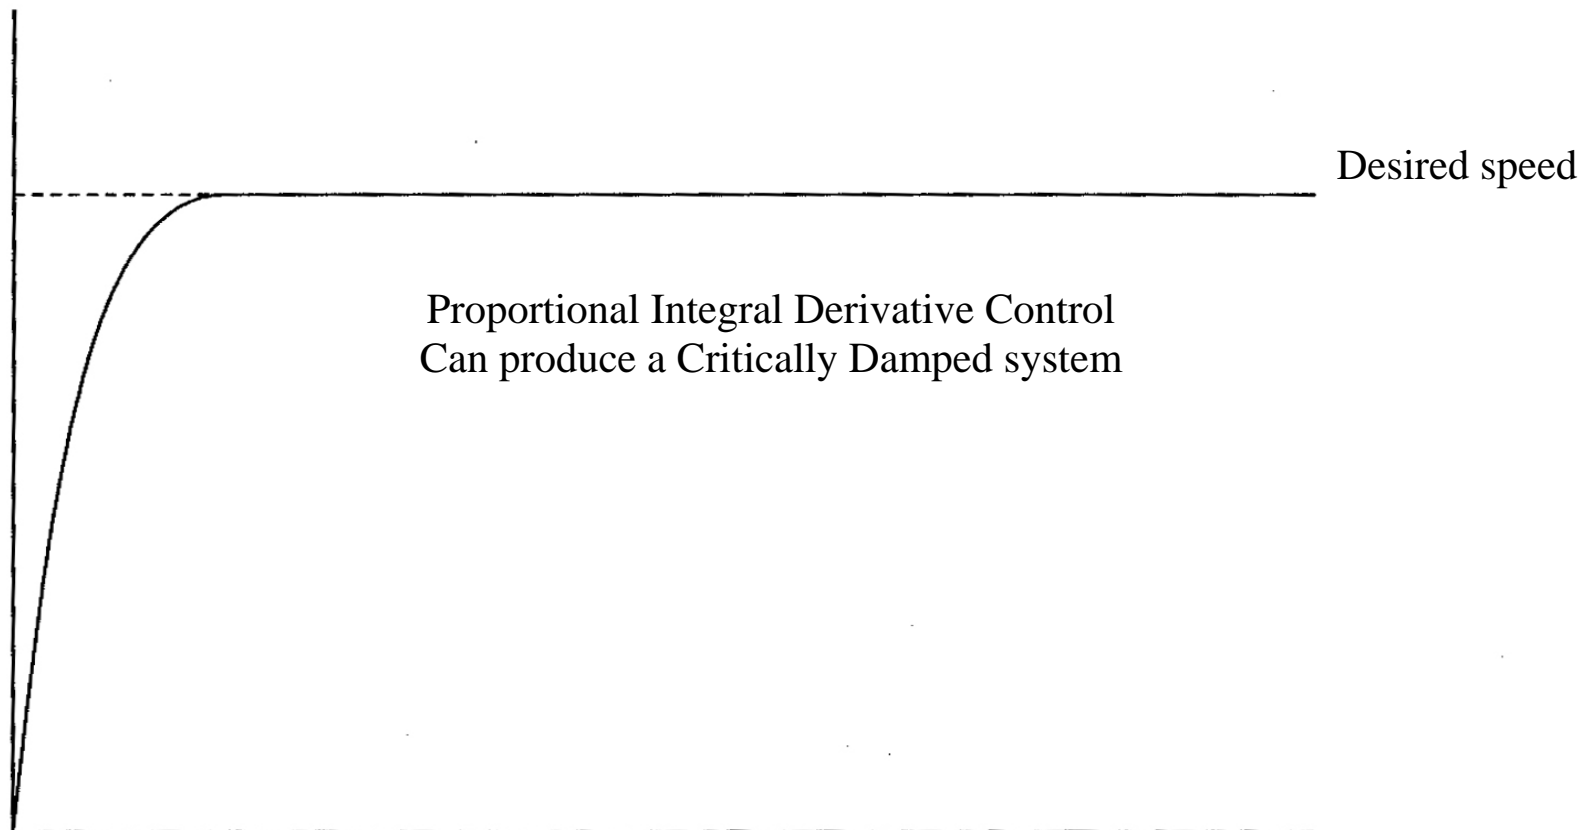 Desired speed
Proportional Integral Derivative Control
Can produce a Critically Damped system